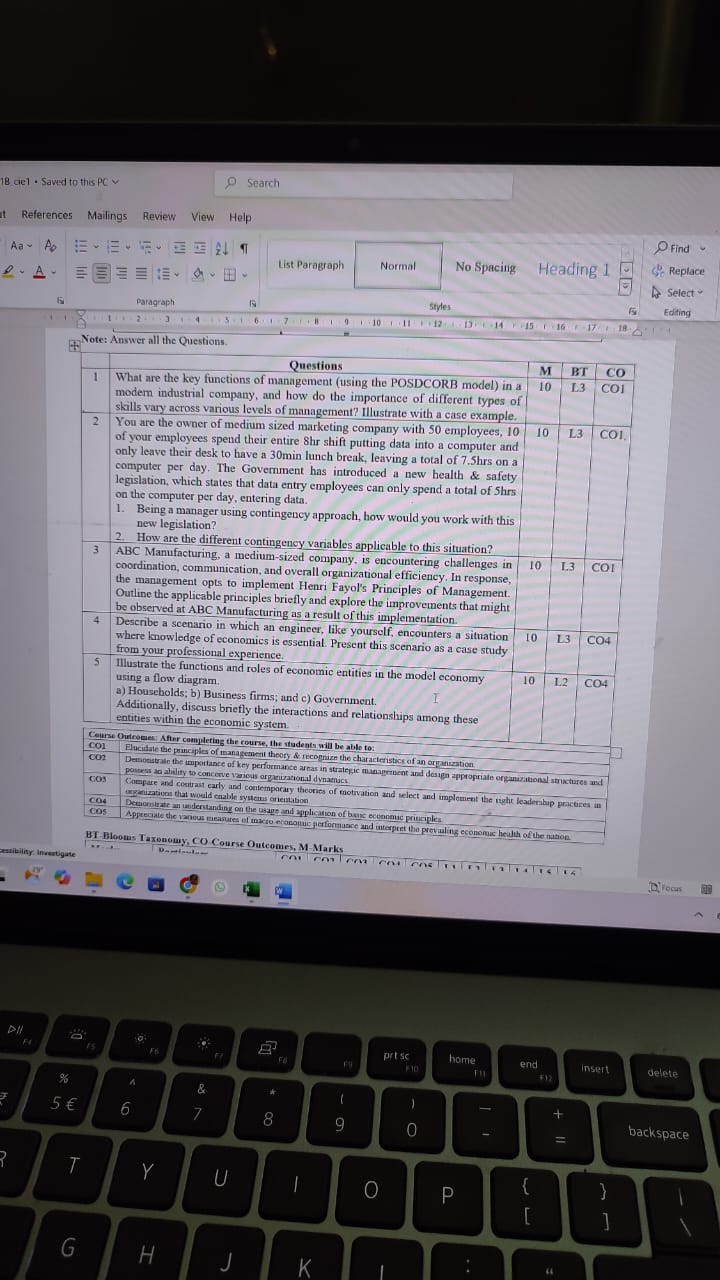 1B_cie1 • Saved to this PC
Search
References Mailings Review View Help
Aa
A
List Paragraph
Normal
No Spacing
Heading 1
Find
Replace
Select
Paragraph
Styles
Editing
1 2 3 4 5 6 7 8 9 10 11 12 13 14 15 16 17 18
Note: Answer all the Questions.
Questions M BT CO
1 What are the key functions of management (using the POSDCORB model) in a 10 L3 CO1
modern industrial company, and how do the importance of different types of
skills vary across various levels of management? Illustrate with a case example.
2 You are the owner of medium sized marketing company with 50 employees, 10 10 L3 CO1.
of your employees spend their entire 8hr shift putting data into a computer and
only leave their desk to have a 30min lunch break, leaving a total of 7.5hrs on a
computer per day. The Government has introduced a new health & safety
legislation, which states that data entry employees can only spend a total of 5hrs
on the computer per day, entering data.
1. Being a manager using contingency approach, how would you work with this
new legislation?
2. How are the different contingency variables applicable to this situation?
3 ABC Manufacturing, a medium-sized company, is encountering challenges in 10 L3 CO1
coordination, communication, and overall organizational efficiency. In response,
the management opts to implement Henri Fayol's Principles of Management.
Outline the applicable principles briefly and explore the improvements that might
be observed at ABC Manufacturing as a result of this implementation.
4 Describe a scenario in which an engineer, like yourself, encounters a situation 10 L3 CO4
where knowledge of economics is essential. Present this scenario as a case study
from your professional experience.
5 Illustrate the functions and roles of economic entities in the model economy 10 L2 CO4
using a flow diagram.
a) Households; b) Business firms; and c) Government.
Additionally, discuss briefly the interactions and relationships among these
entities within the economic system.
Course Outcomes: After completing the course, the students will be able to:
CO1 Elucidate the principles of management theory & recognize the characteristics of an organization.
CO2 Demonstrate the importance of key performance areas in strategic management and design appropriate organizational structures and
possess an ability to conceive various organizational dynamics.
CO3 Compare and contrast early and contemporary theories of motivation and select and implement the right leadership practices in
organizations that would enable systems orientation
CO4 Demonstrate an understanding on the usage and application of basic economic principles.
CO5 Appreciate the various measures of macro-economic performance and interpret the prevailing economic health of the nation.
BT-Blooms Taxonomy, CO-Course Outcomes, M-Marks
Accessibility: Investigate
Focus
F4 F5 F6 F7 F8 F9 prt sc F10 home F11 end F12 insert delete
% 5 € ^ 6 & 7 * 8 ( 9 ) 0 _ - + = backspace
R T Y U I O P { [ } ] | \
G H J K L : "